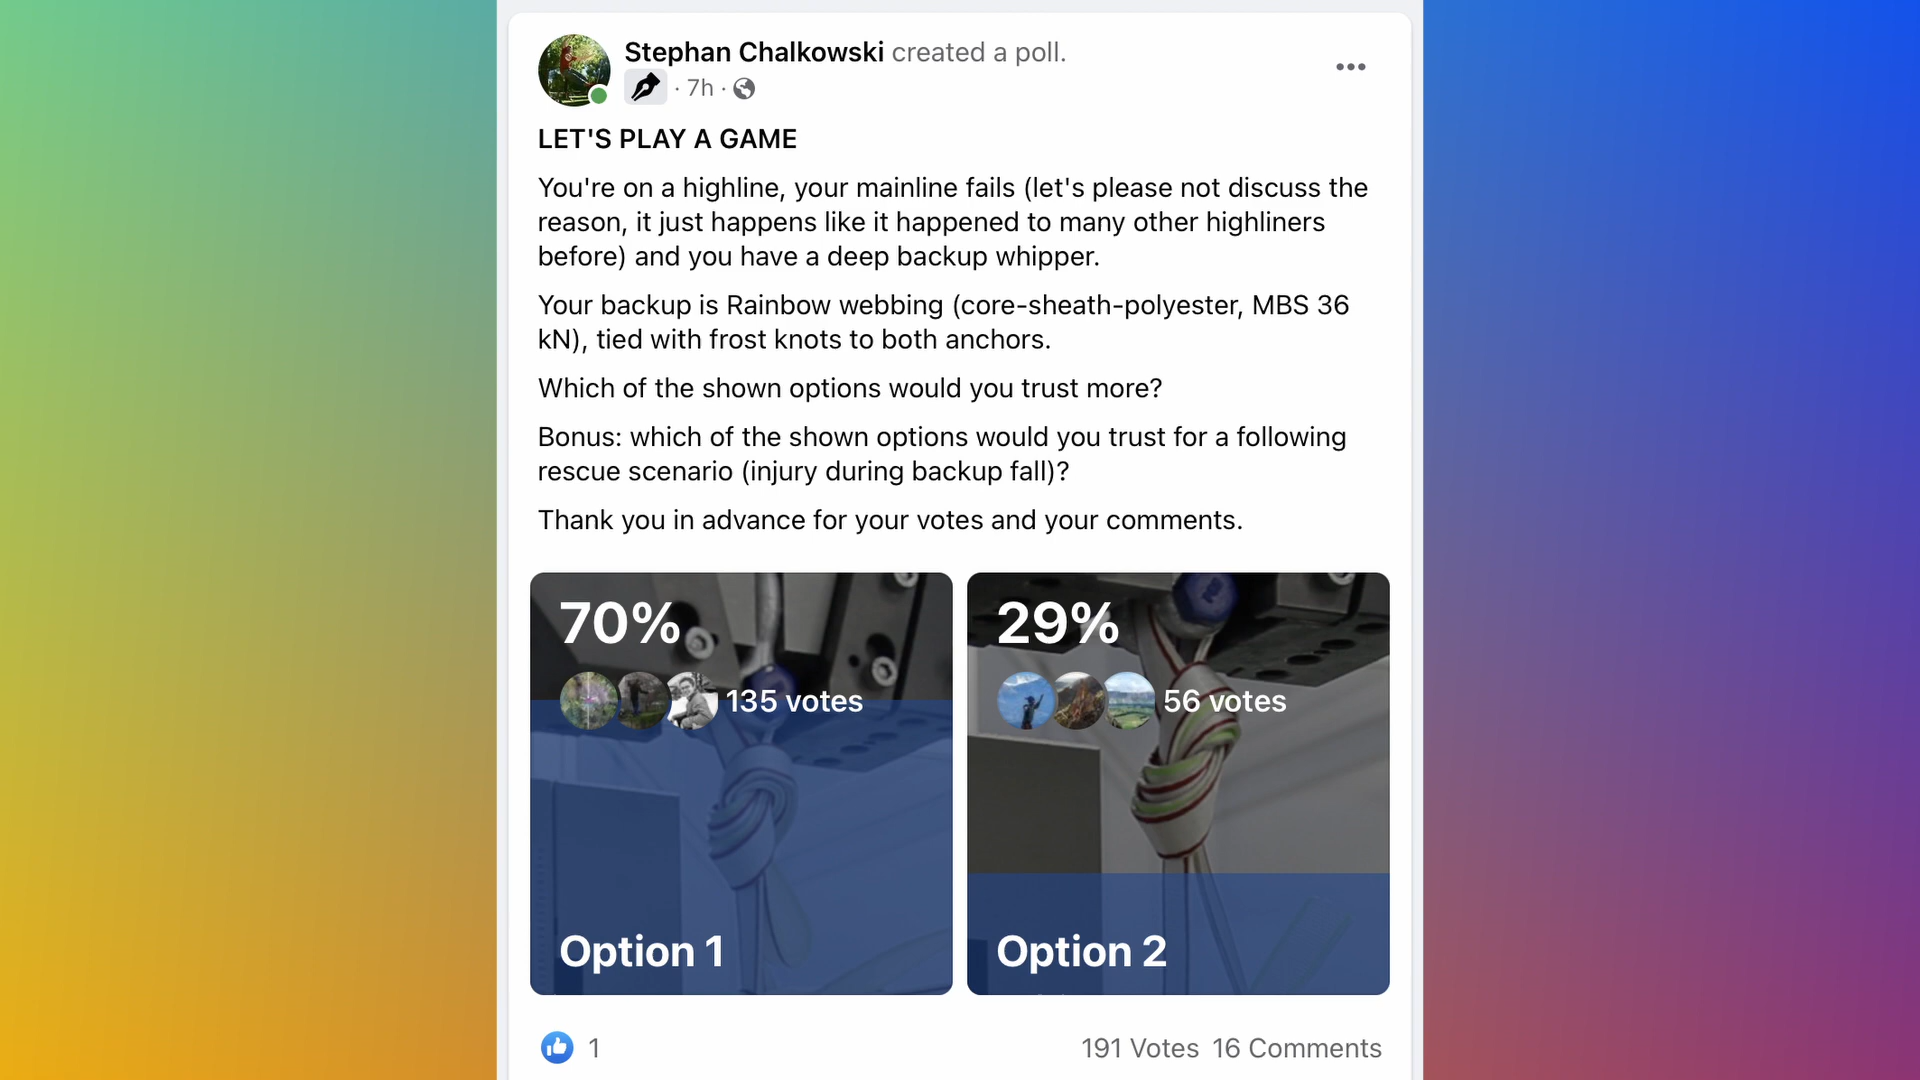 Stephan Chalkowski created a poll.
· 7h ·
LET'S PLAY A GAME
You're on a highline, your mainline fails (let's please not discuss the
reason, it just happens like it happened to many other highliners
before) and you have a deep backup whipper.
Your backup is Rainbow webbing (core-sheath-polyester, MBS 36
kN), tied with frost knots to both anchors.
Which of the shown options would you trust more?
Bonus: which of the shown options would you trust for a following
rescue scenario (injury during backup fall)?
Thank you in advance for your votes and your comments.
70%
135 votes
Option 1
29%
56 votes
Option 2
1
191 Votes 16 Comments